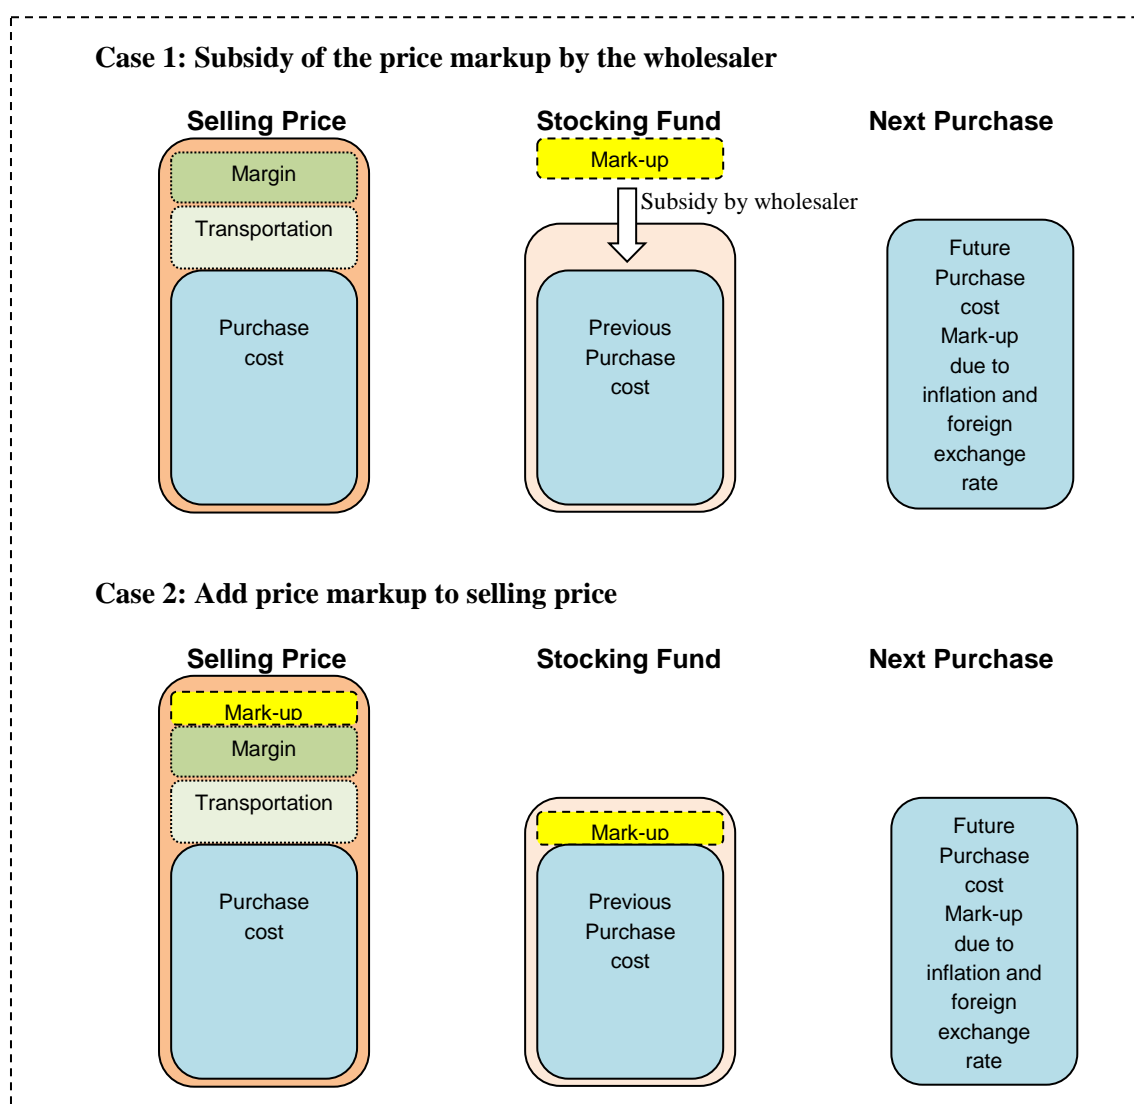 Case 1: Subsidy of the price markup by the wholesaler
Selling Price
Stocking Fund
Next Purchase
Margin
Transportation
Purchase
cost
Mark-up
Subsidy by wholesaler
Previous
Purchase
cost
Future
Purchase
cost
Mark-up
due to
inflation and
foreign
exchange
rate
Case 2: Add price markup to selling price
Selling Price
Stocking Fund
Next Purchase
Mark-up
Margin
Transportation
Purchase
cost
Mark-up
Previous
Purchase
cost
Future
Purchase
cost
Mark-up
due to
inflation and
foreign
exchange
rate